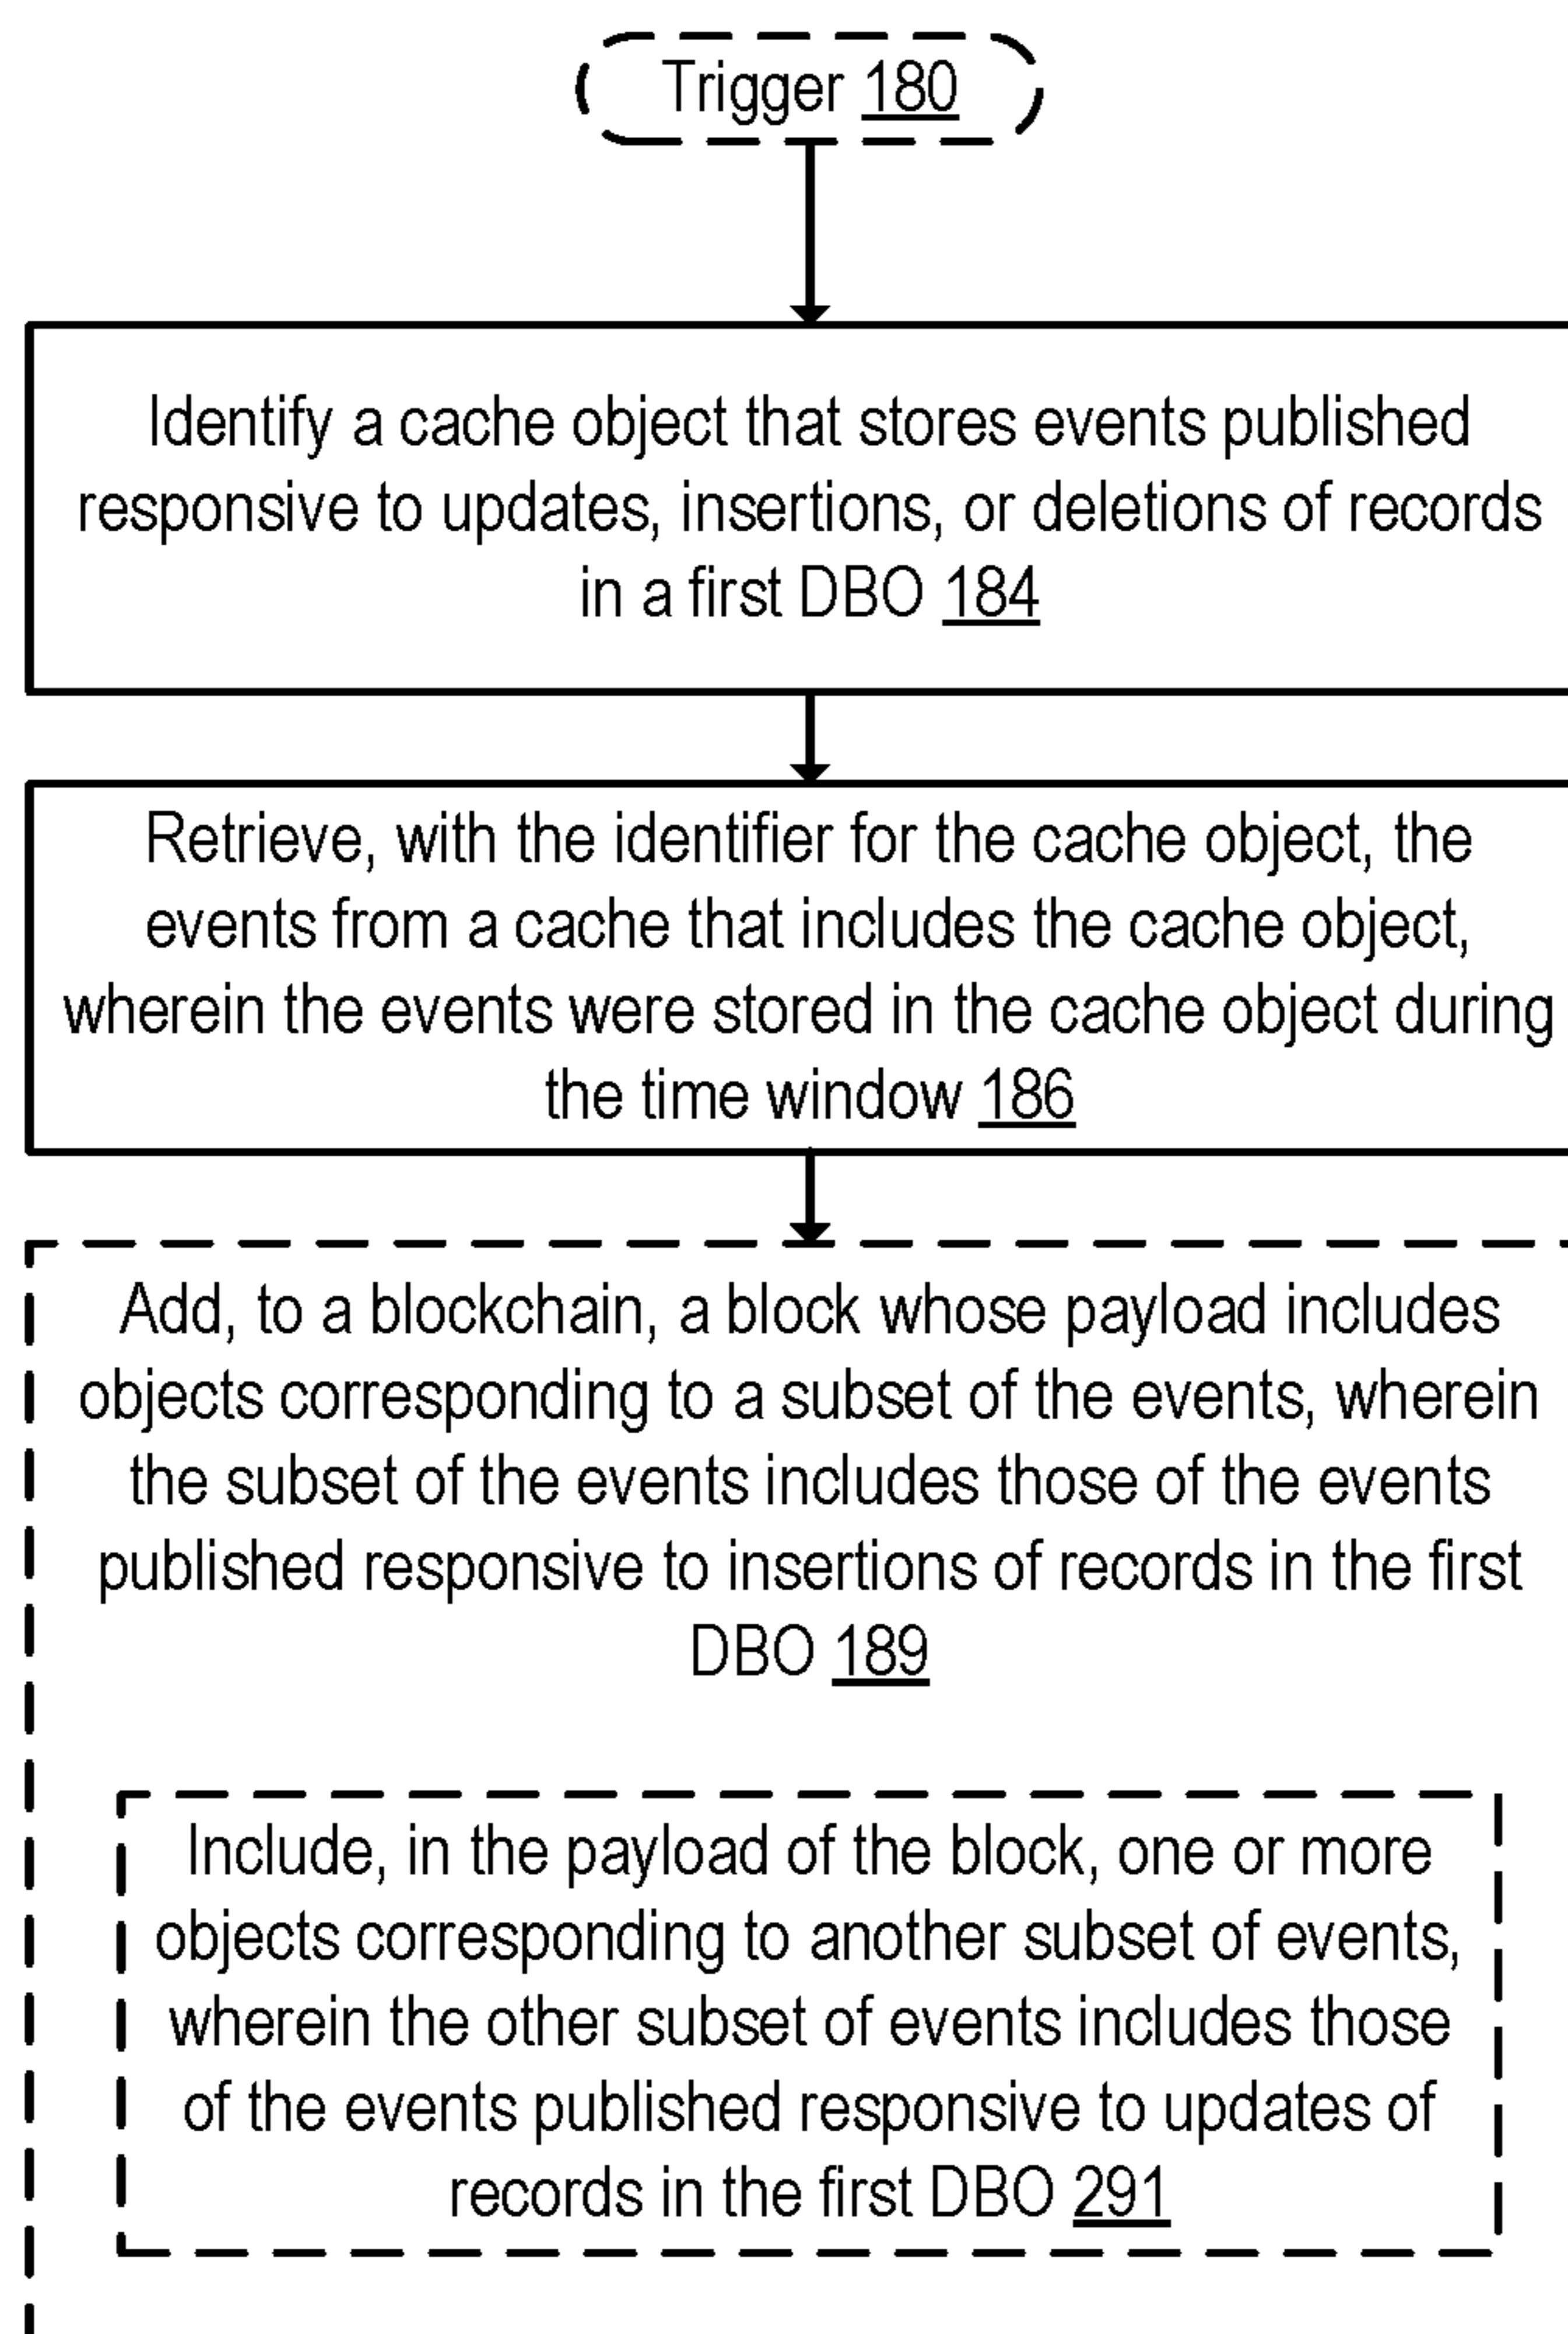 Trigger 180
Identify a cache object that stores events published
responsive to updates, insertions, or deletions of records
in a first DBO 184
Retrieve, with the identifier for the cache object, the
events from a cache that includes the cache object,
wherein the events were stored in the cache object during
the time window 186
Add, to a blockchain, a block whose payload includes
objects corresponding to a subset of the events, wherein
the subset of the events includes those of the events
published responsive to insertions of records in the first
DBO 189
Include, in the payload of the block, one or more
objects corresponding to another subset of events,
wherein the other subset of events includes those
of the events published responsive to updates of
records in the first DBO 291